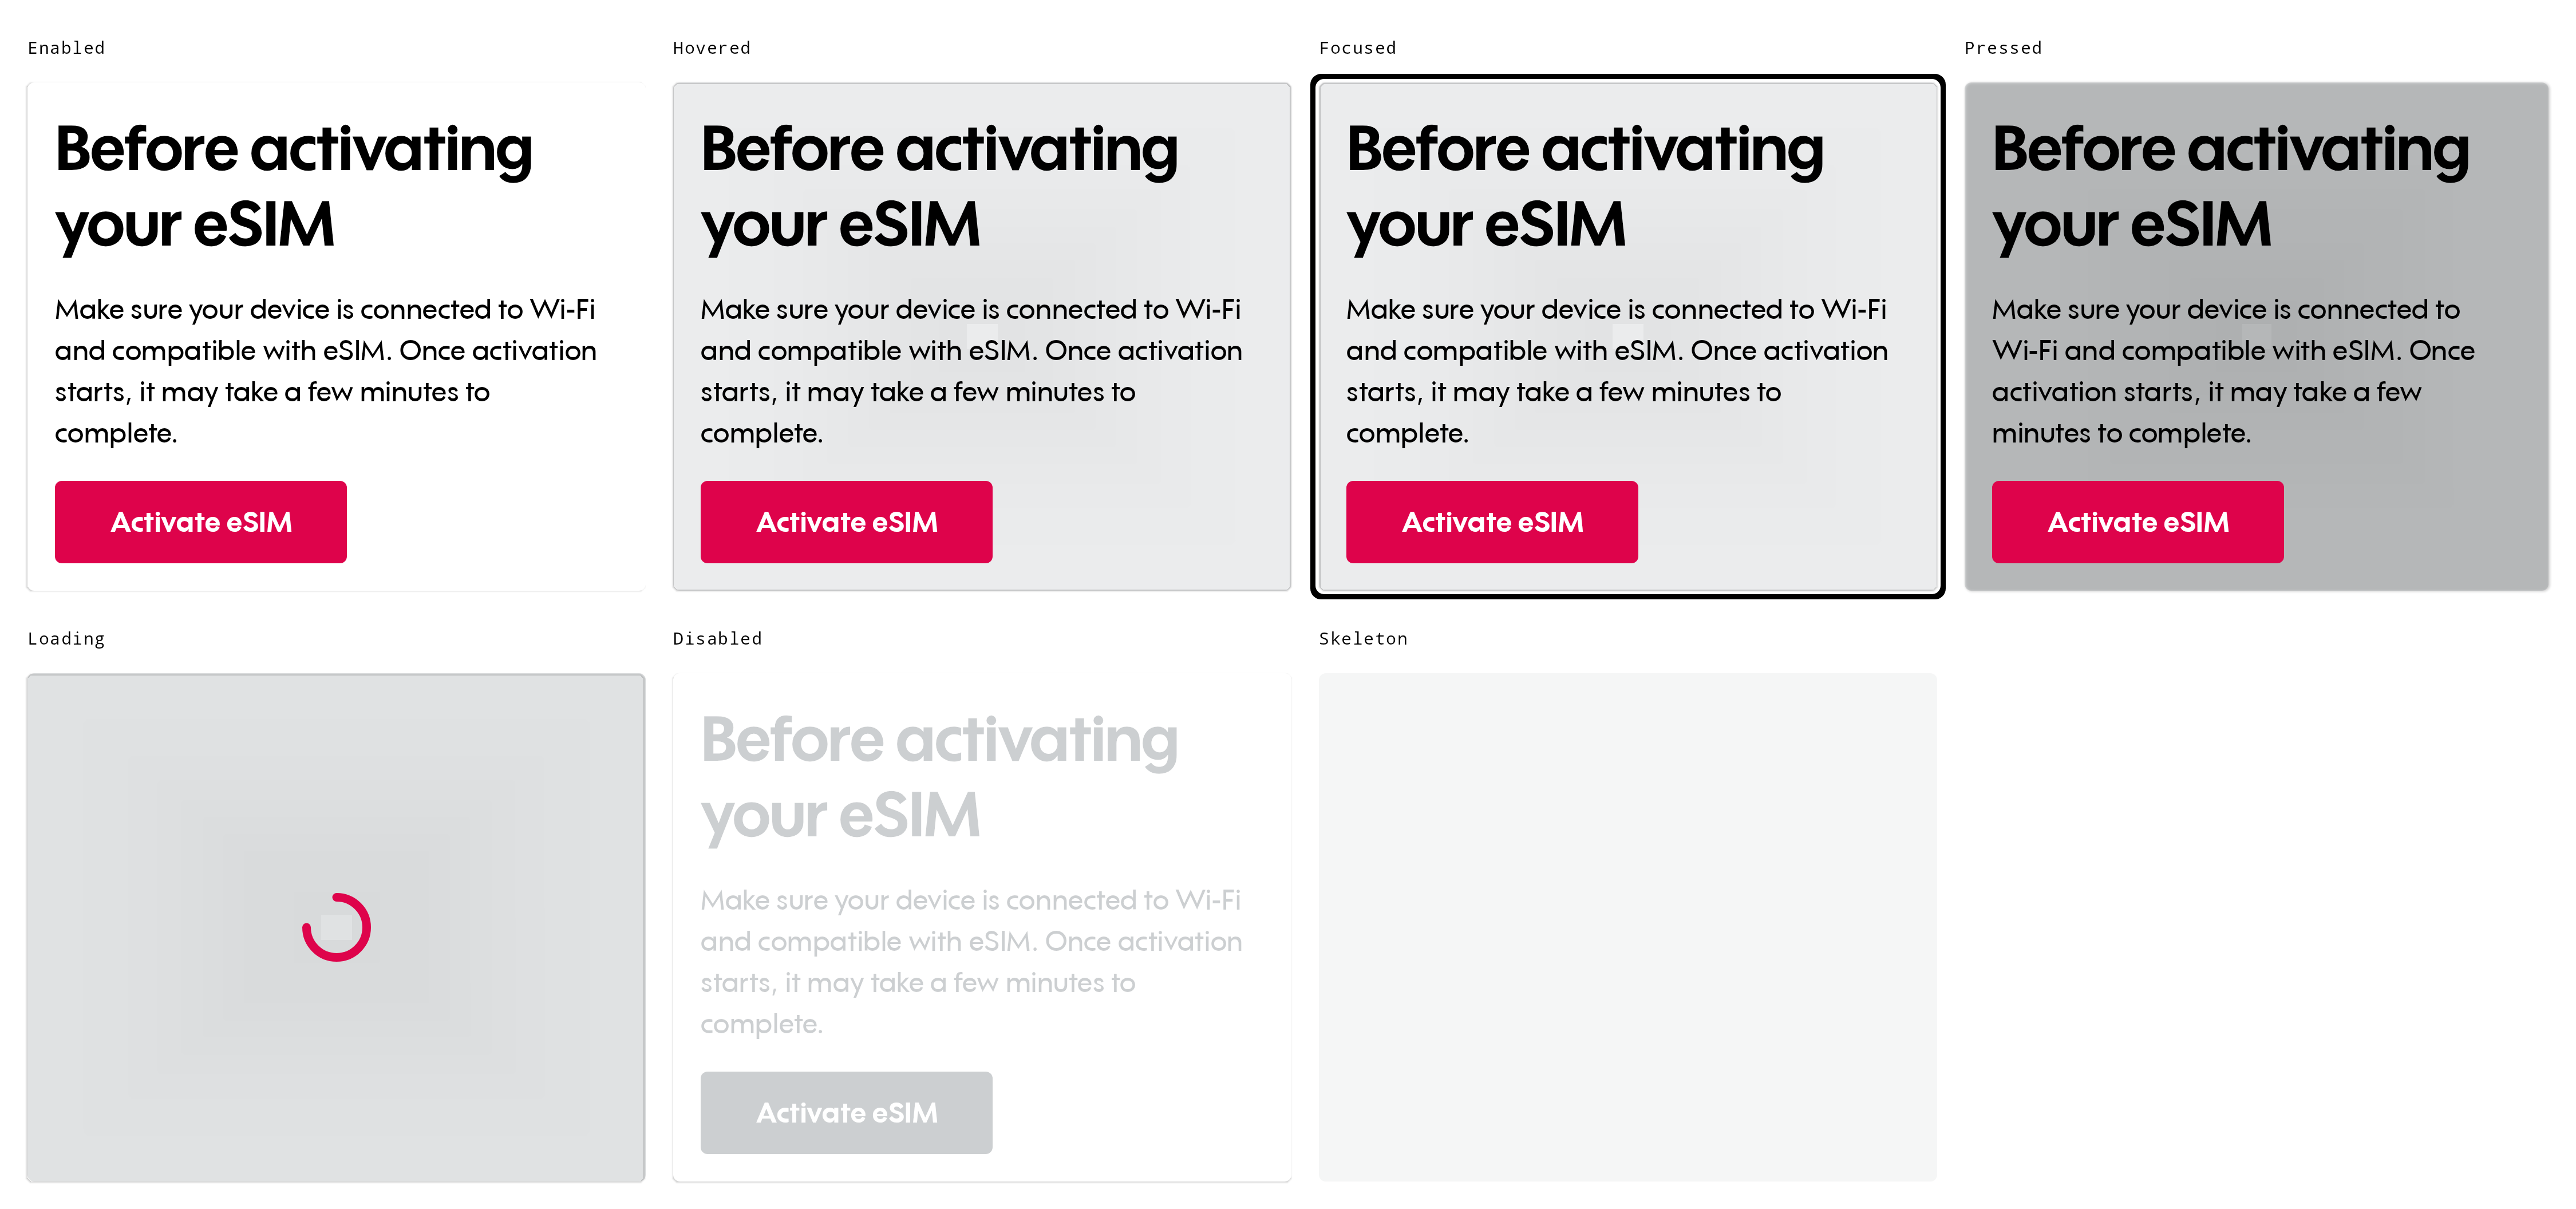 Enabled
Before activating
your eSIM
Make sure your device is connected to Wi-Fi
and compatible with eSIM. Once activation
starts, it may take a few minutes to
complete.
Activate eSIM
Hovered
Before activating
your eSIM
Make sure your device is connected to Wi-Fi
and compatible with eSIM. Once activation
starts, it may take a few minutes to
complete.
Activate eSIM
Focused
Before activating
your eSIM
Make sure your device is connected to Wi-Fi
and compatible with eSIM. Once activation
starts, it may take a few minutes to
complete.
Activate eSIM
Pressed
Before activating
your eSIM
Make sure your device is connected to
Wi-Fi and compatible with eSIM. Once
activation starts, it may take a few
minutes to complete.
Activate eSIM
Loading
Disabled
Before activating
your eSIM
Make sure your device is connected to Wi-Fi
and compatible with eSIM. Once activation
starts, it may take a few minutes to
complete.
Activate eSIM
Skeleton